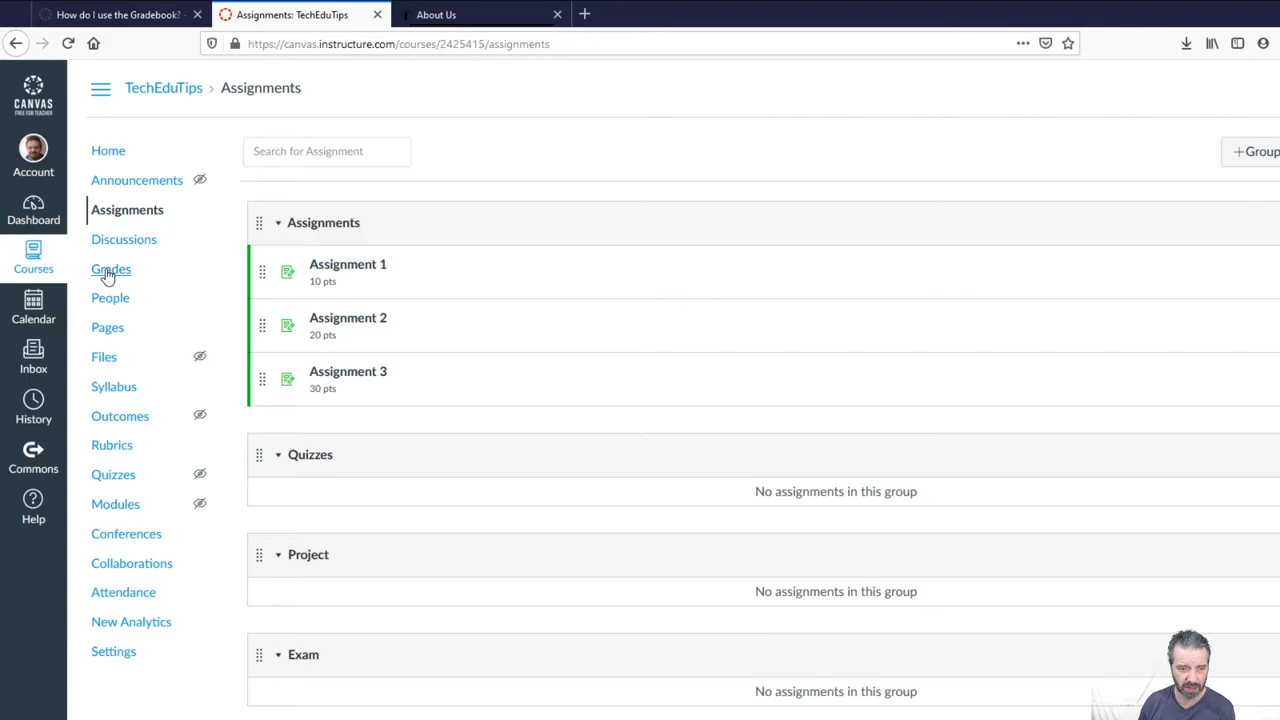 How do I use the Gradebook? -
Assignments: TechEduTips
About Us
https://canvas.instructure.com/courses/2425415/assignments
CANVAS
FREE FOR TEACHER
Account
Dashboard
Courses
Calendar
Inbox
History
Commons
Help
TechEduTips › Assignments
Home
Announcements
Assignments
Discussions
Grades
People
Pages
Files
Syllabus
Outcomes
Rubrics
Quizzes
Modules
Conferences
Collaborations
Attendance
New Analytics
Settings
Search for Assignment
+Group
Assignments
Assignment 1
10 pts
Assignment 2
20 pts
Assignment 3
30 pts
Quizzes
No assignments in this group
Project
No assignments in this group
Exam
No assignments in this group